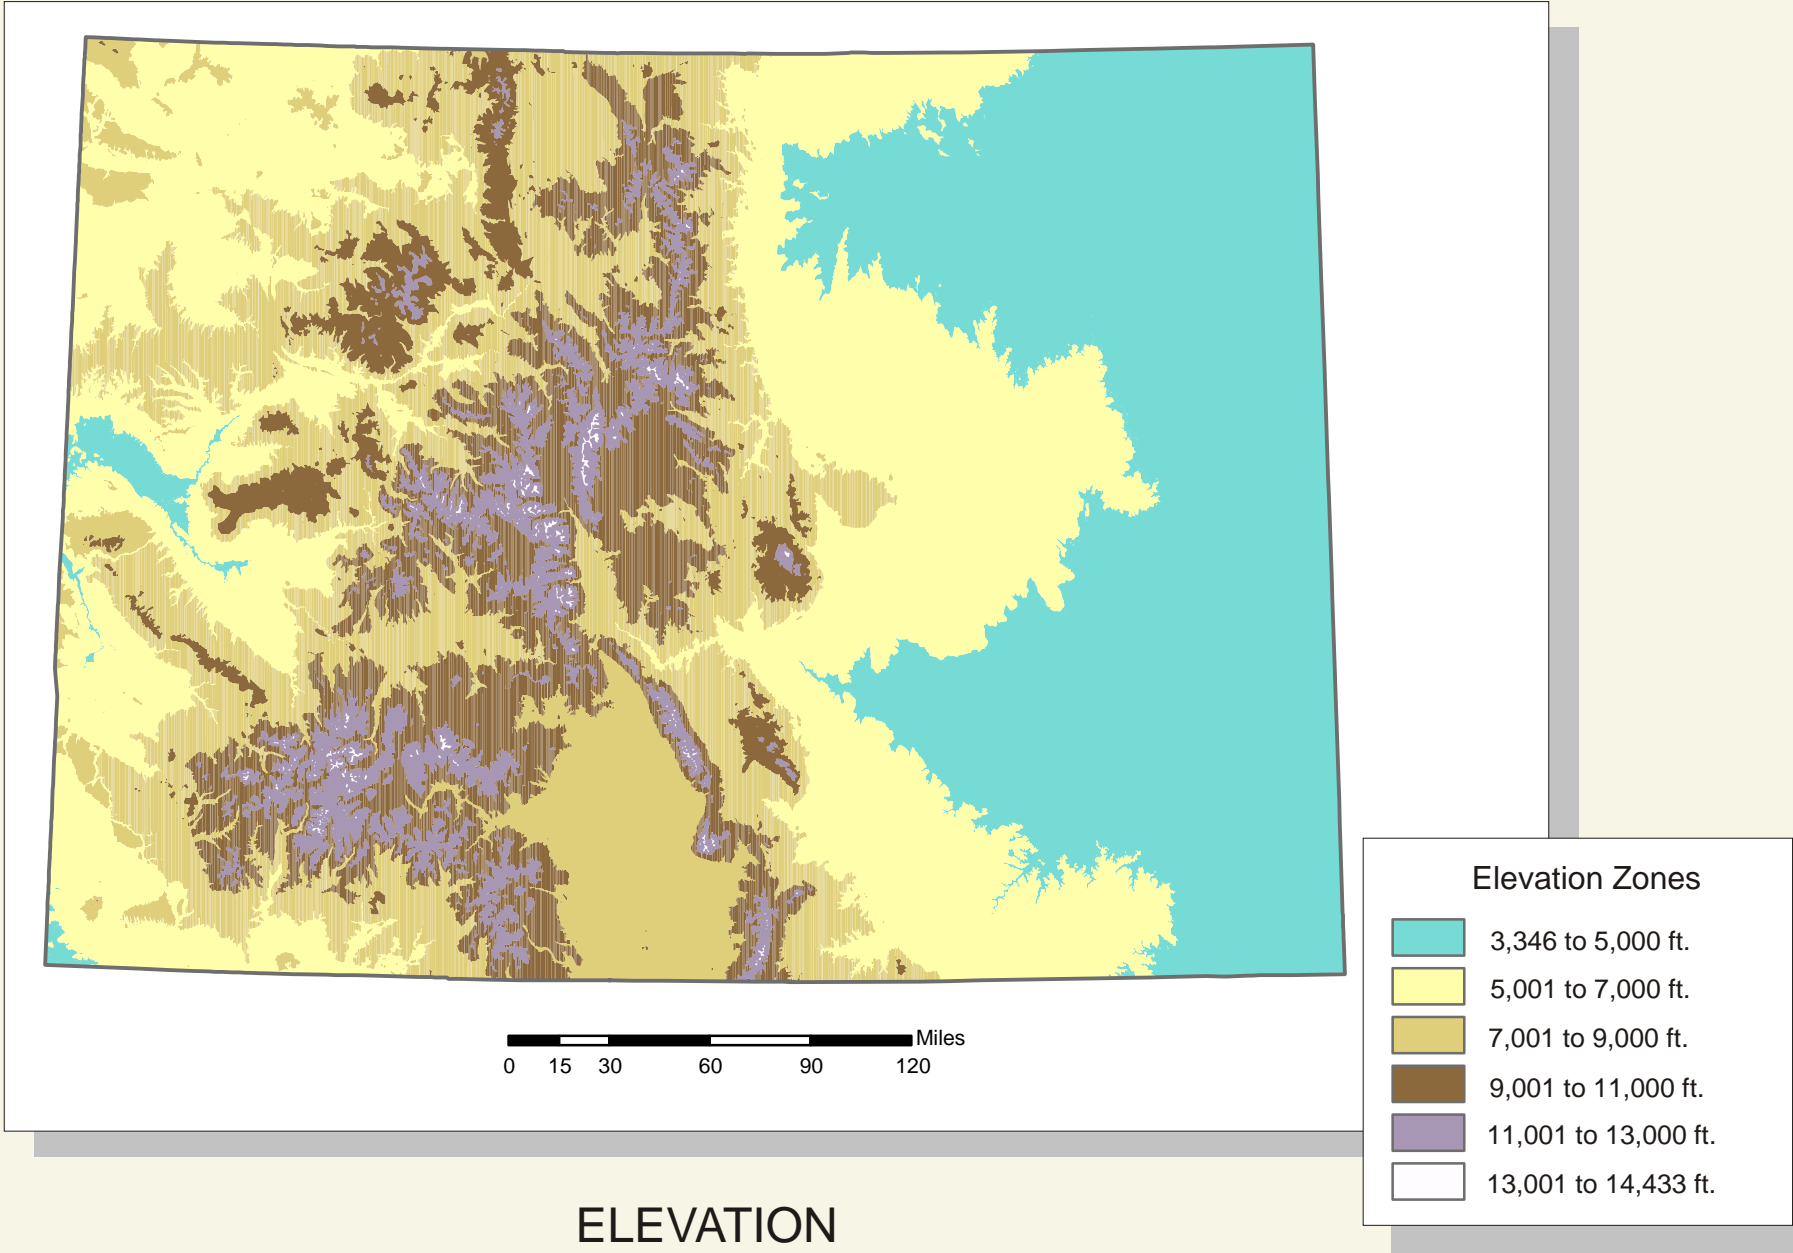 Elevation Zones
3,346 to 5,000 ft.
5,001 to 7,000 ft.
7,001 to 9,000 ft.
9,001 to 11,000 ft.
11,001 to 13,000 ft.
13,001 to 14,433 ft.
Miles
0 15 30 60 90 120
ELEVATION